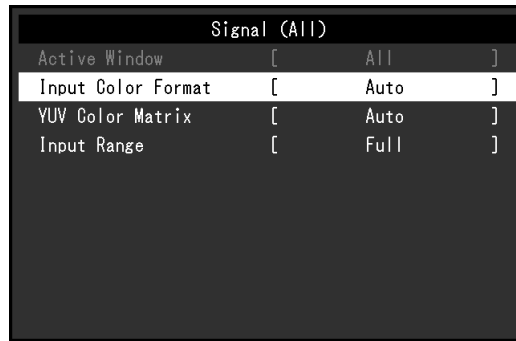 Signal (All)
Active Window [ All ]
Input Color Format [ Auto ]
YUV Color Matrix [ Auto ]
Input Range [ Full ]